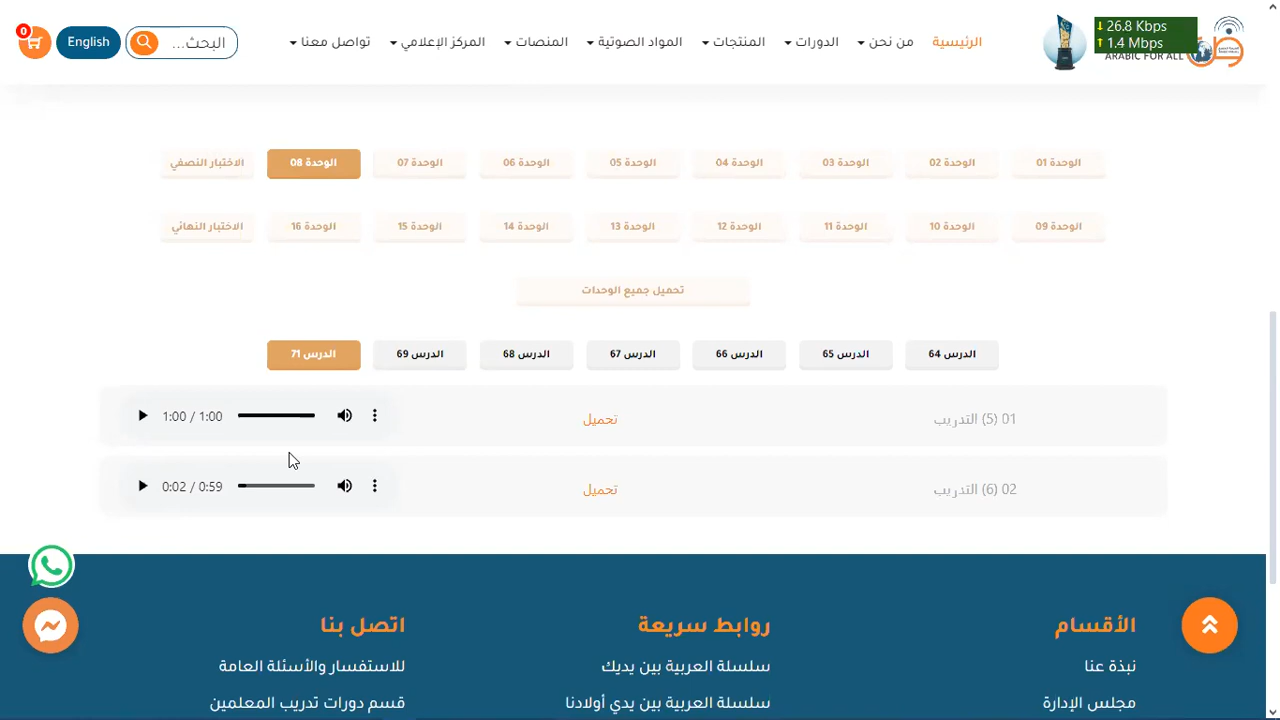 الرئيسية
من نحن
الدورات
المنتجات
المواد الصوتية
المنصات
المركز الإعلامي
تواصل معنا
البحث...
English
0
26.8 Kbps
1.4 Mbps
ARABIC FOR ALL
الوحدة 01
الوحدة 02
الوحدة 03
الوحدة 04
الوحدة 05
الوحدة 06
الوحدة 07
الوحدة 08
الاختبار النصفي
الوحدة 09
الوحدة 10
الوحدة 11
الوحدة 12
الوحدة 13
الوحدة 14
الوحدة 15
الوحدة 16
الاختبار النهائي
تحميل جميع الوحدات
الدرس 64
الدرس 65
الدرس 66
الدرس 67
الدرس 68
الدرس 69
الدرس 71
01 (5) التدريب
تحميل
1:00 / 1:00
02 (6) التدريب
تحميل
0:02 / 0:59
الأقسام
روابط سريعة
اتصل بنا
نبذة عنا
سلسلة العربية بين يديك
للاستفسار والأسئلة العامة
مجلس الإدارة
سلسلة العربية بين يدي أولادنا
قسم دورات تدريب المعلمين